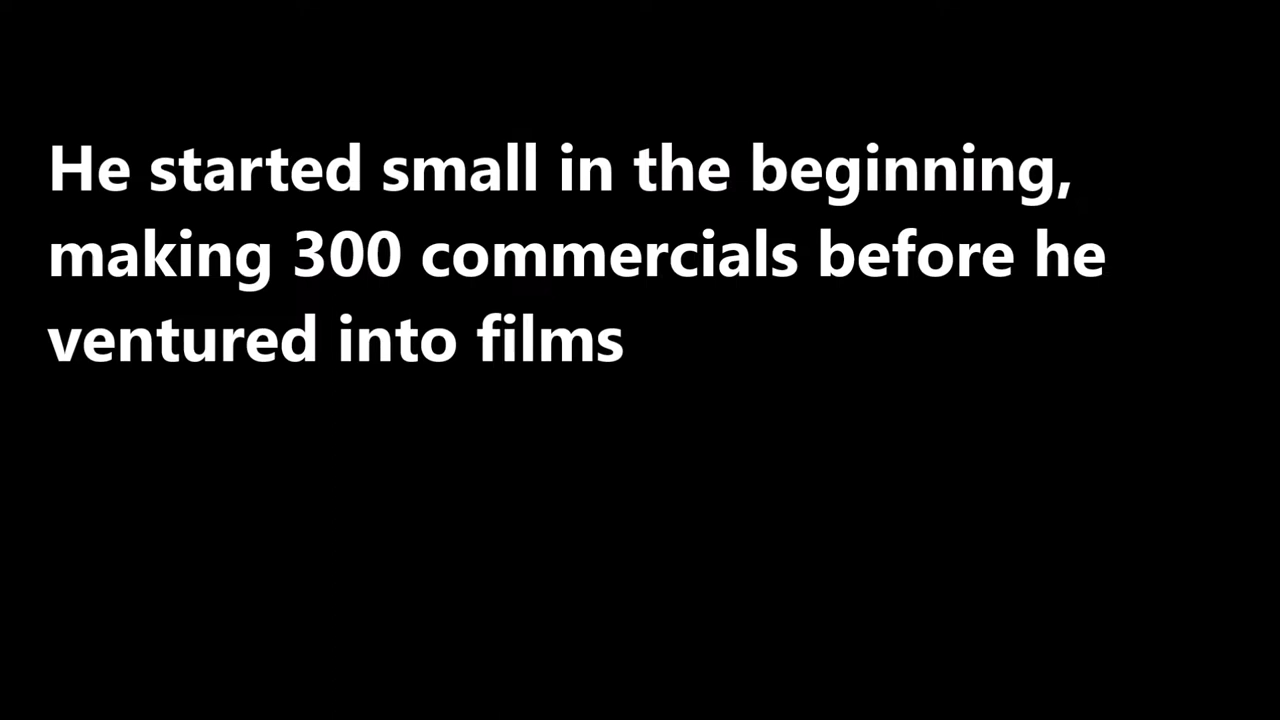 He started small in the beginning,
making 300 commercials before he
ventured into films